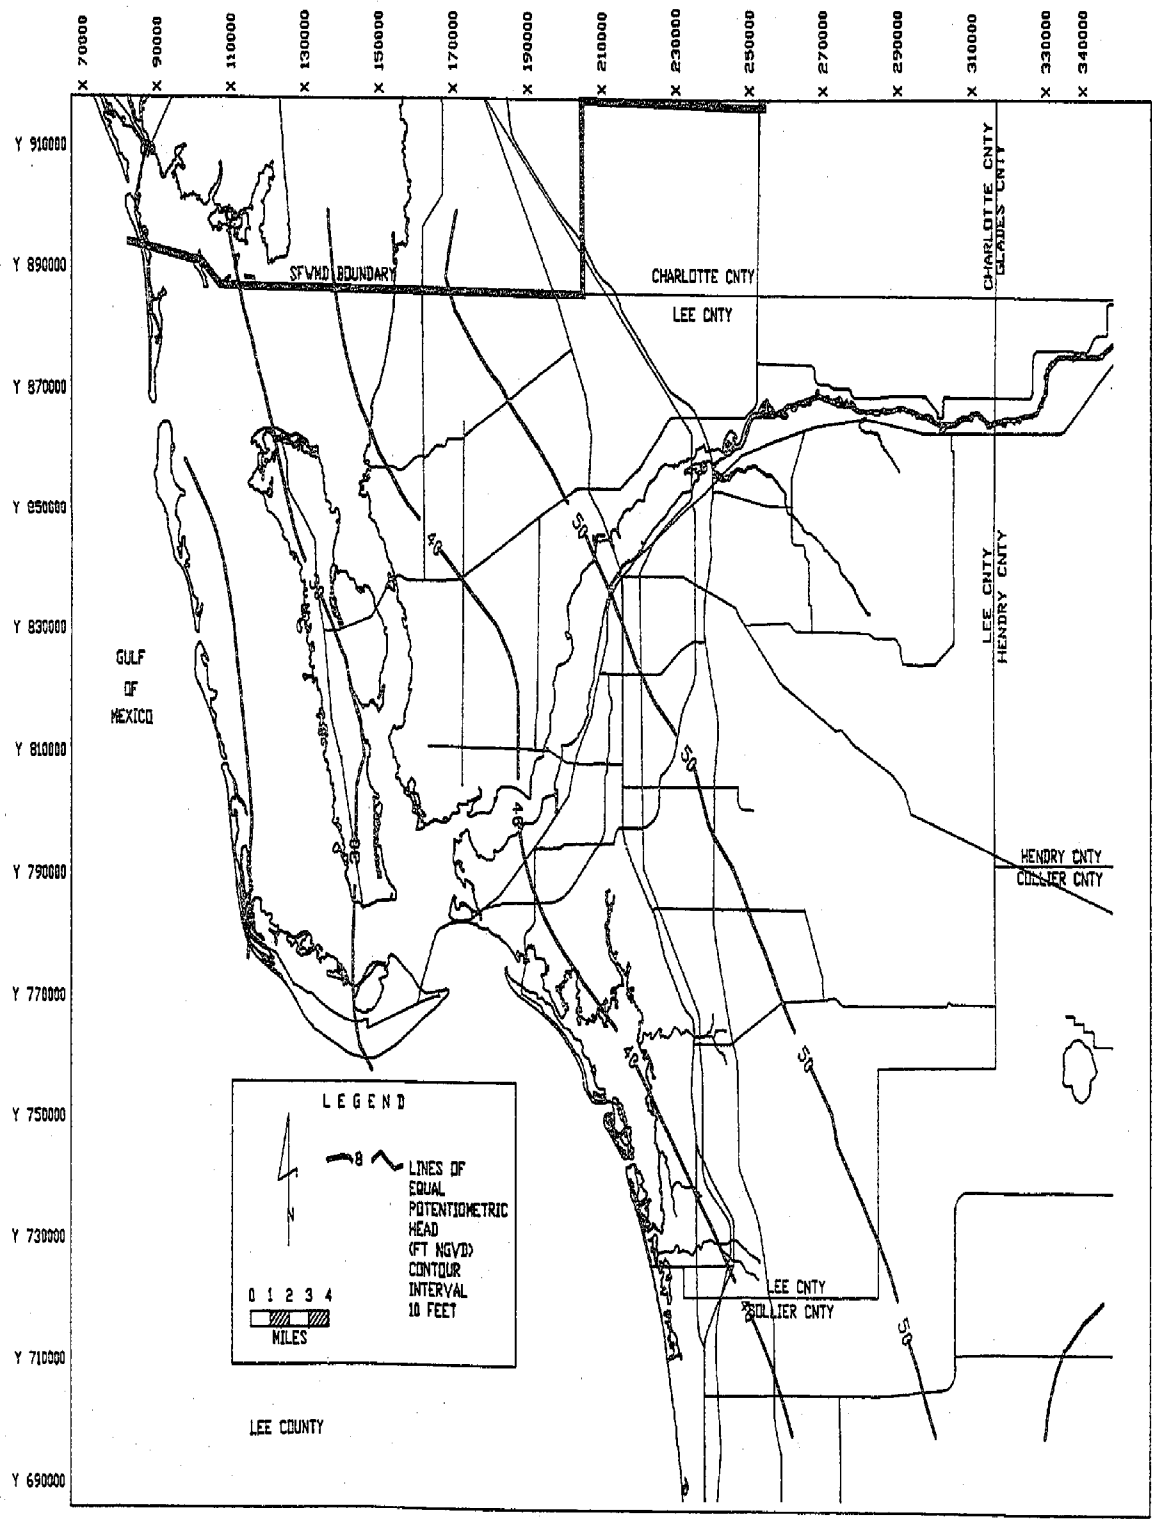 X 70000
X 90000
X 110000
X 130000
X 150000
X 170000
X 190000
X 210000
X 230000
X 250000
X 270000
X 290000
X 310000
X 330000
X 340000
Y 910000
CHARLOTTE CNTY
GLADES CNTY
Y 890000
SFWMD BOUNDARY
CHARLOTTE CNTY
LEE CNTY
Y 870000
Y 850000
50
40
LEE CNTY
HENDRY CNTY
Y 830000
GULF
OF
MEXICO
Y 810000
50
40
30
Y 790000
HENDRY CNTY
COLLIER CNTY
Y 770000
40
50
LEGEND
Y 750000
8
LINES OF
EQUAL
POTENTIOMETRIC
HEAD
(FT NGVD)
CONTOUR
INTERVAL
10 FEET
N
Y 730000
0 1 2 3 4
MILES
LEE CNTY
COLLIER CNTY
50
Y 710000
LEE COUNTY
Y 690000